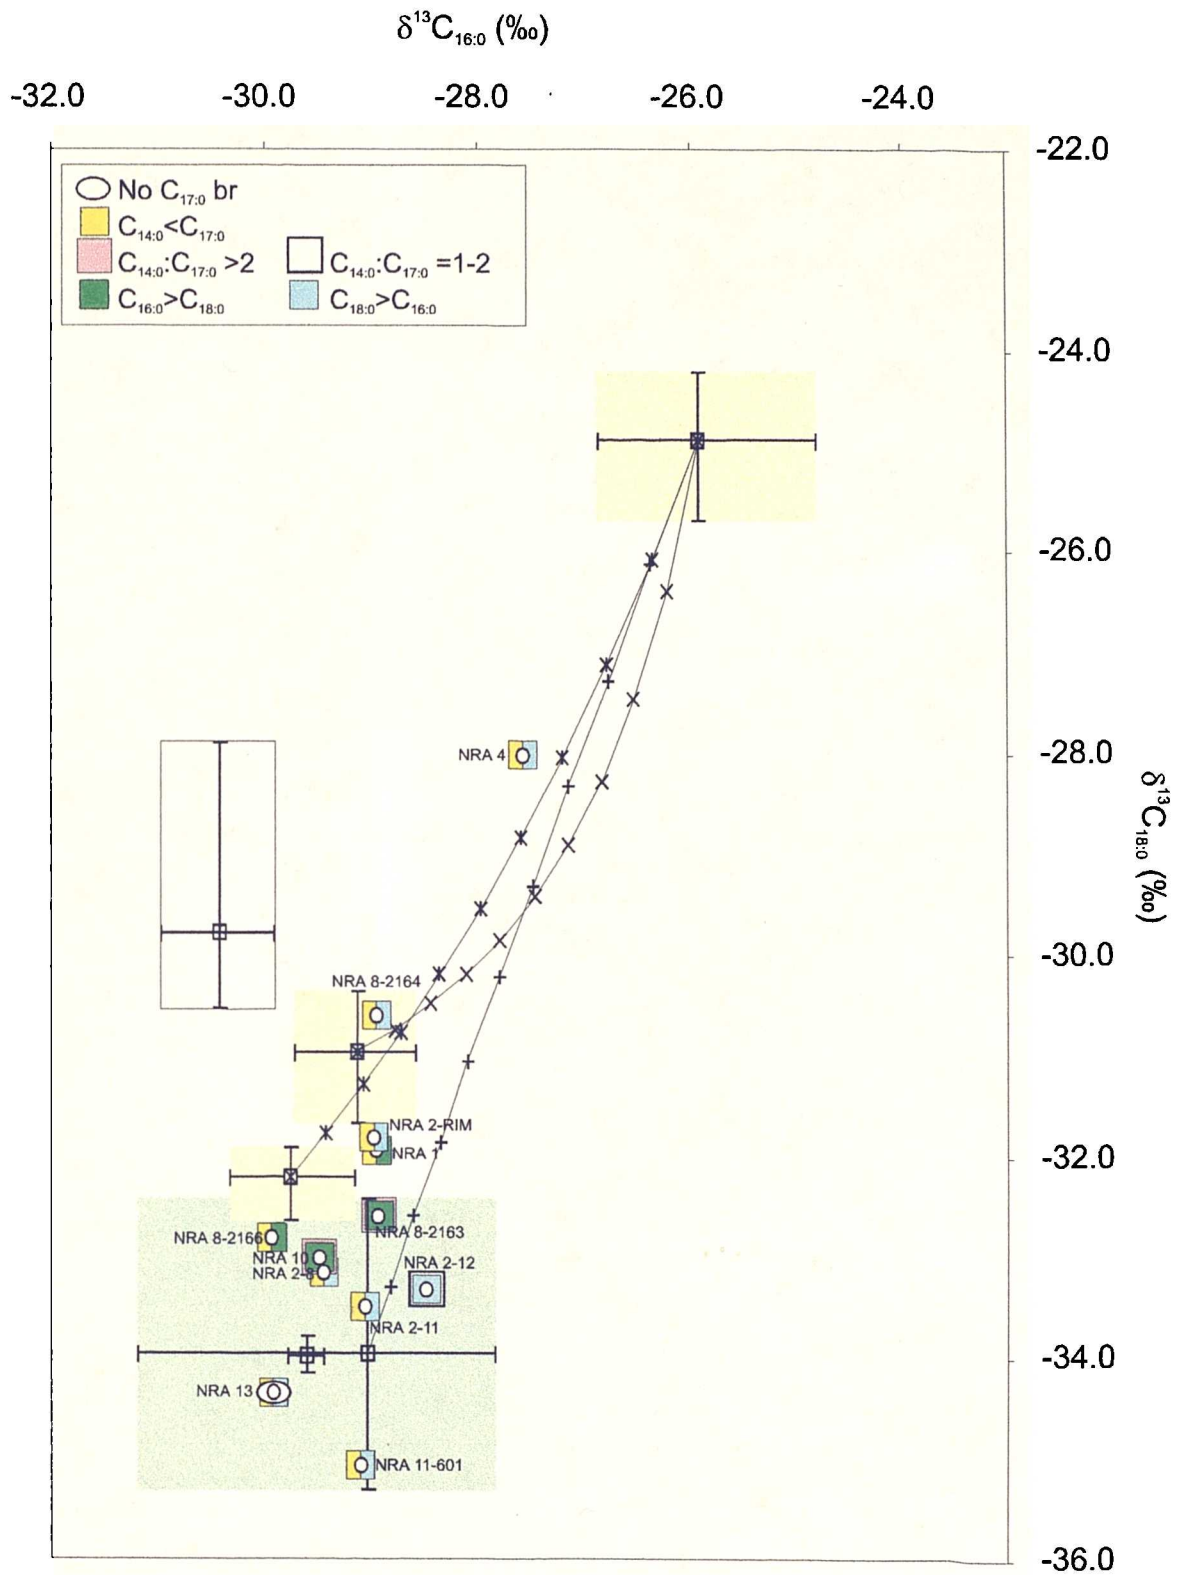 δ¹³C₁₆:₀ (‰)
-32.0 -30.0 -28.0 -26.0 -24.0
-22.0
No C₁₇:₀ br
C₁₄:₀<C₁₇:₀
C₁₄:₀:C₁₇:₀ >2 C₁₄:₀:C₁₇:₀ =1-2
C₁₆:₀>C₁₈:₀ C₁₈:₀>C₁₆:₀
-24.0
-26.0
NRA 4
-28.0
δ¹³C₁₈:₀ (‰)
-30.0
NRA 8-2164
NRA 2-RIM
NRA 1
-32.0
NRA 8-2163
NRA 8-2166
NRA 10
NRA 2-12
NRA 2-8
NRA 2-11
-34.0
NRA 13
NRA 11-601
-36.0